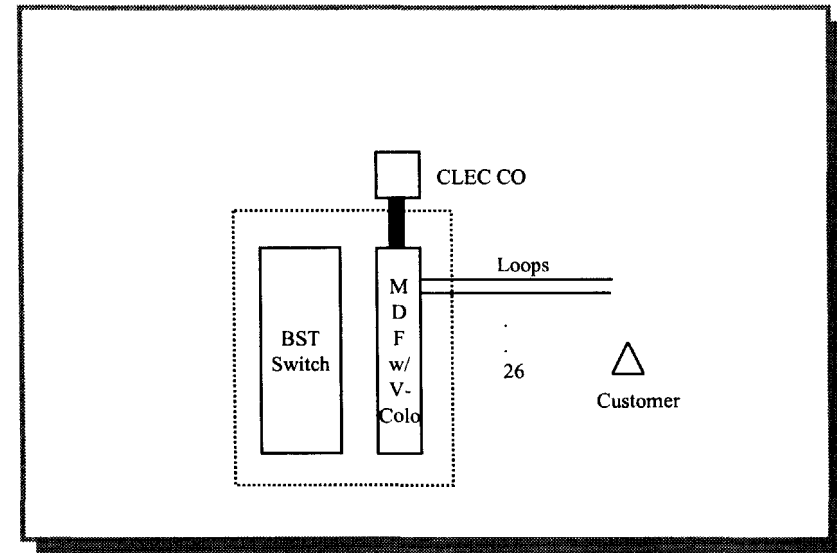 CLEC CO
Loops
M
D
F
w/
V-
Colo
BST
Switch
.
.
26
Customer